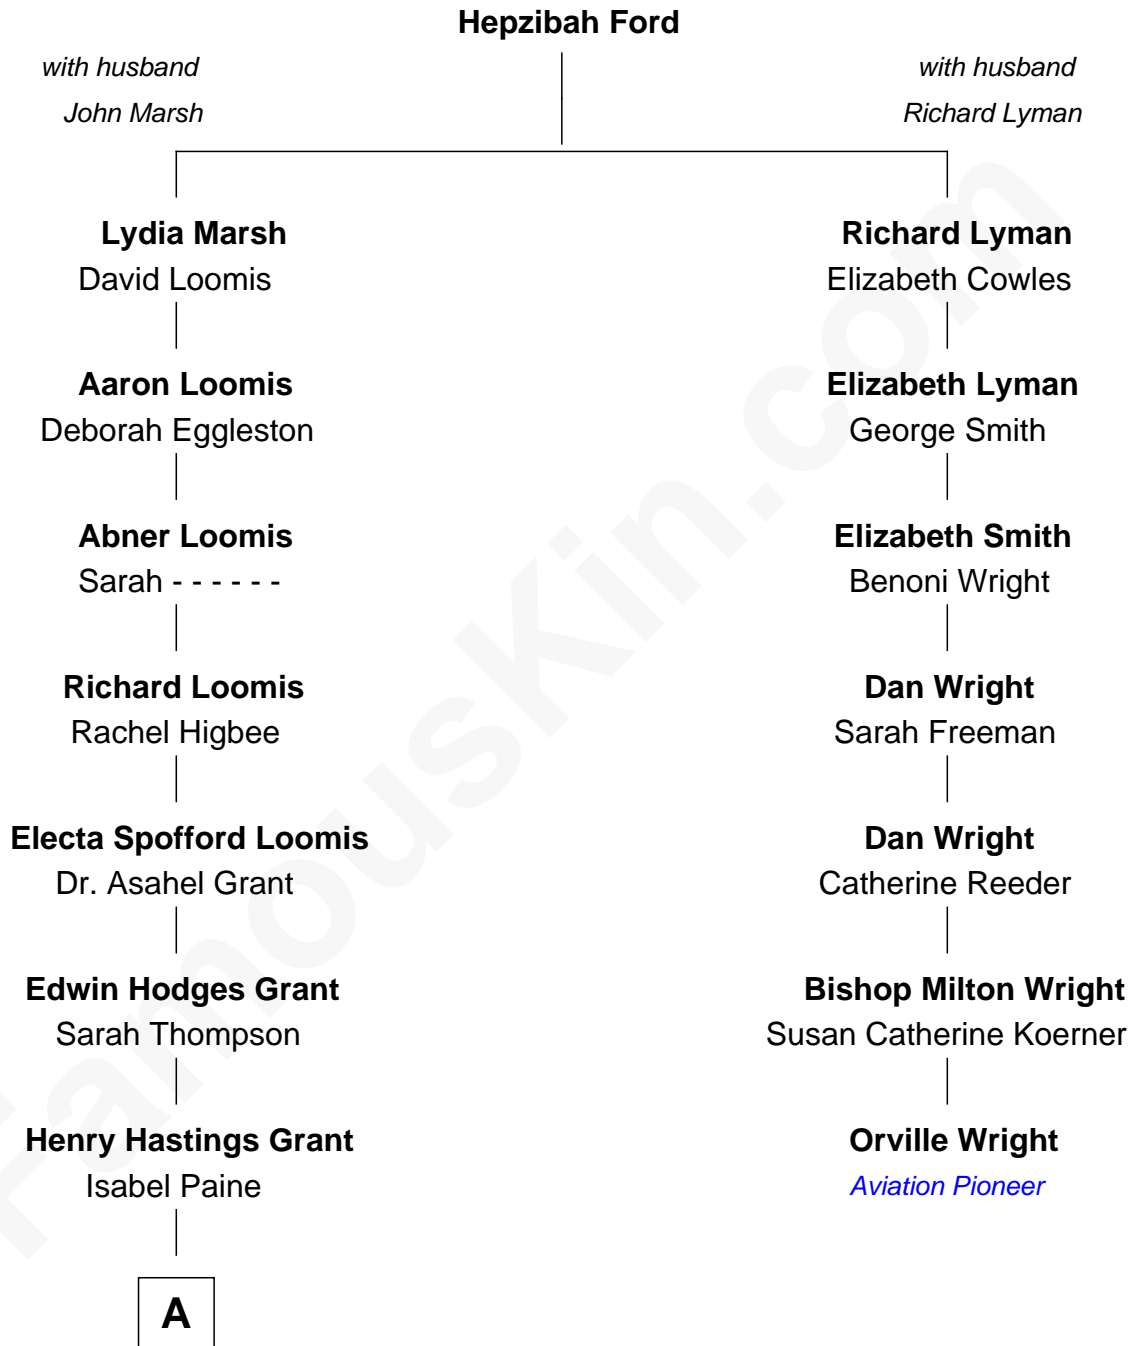 Hepzibah Ford
with husband
John Marsh
with husband
Richard Lyman
Lydia Marsh
David Loomis
Aaron Loomis
Deborah Eggleston
Abner Loomis
Sarah - - - - - -
Richard Loomis
Rachel Higbee
Electa Spofford Loomis
Dr. Asahel Grant
Edwin Hodges Grant
Sarah Thompson
Henry Hastings Grant
Isabel Paine
A
Richard Lyman
Elizabeth Cowles
Elizabeth Lyman
George Smith
Elizabeth Smith
Benoni Wright
Dan Wright
Sarah Freeman
Dan Wright
Catherine Reeder
Bishop Milton Wright
Susan Catherine Koerner
Orville Wright
Aviation Pioneer
FamousKin.com